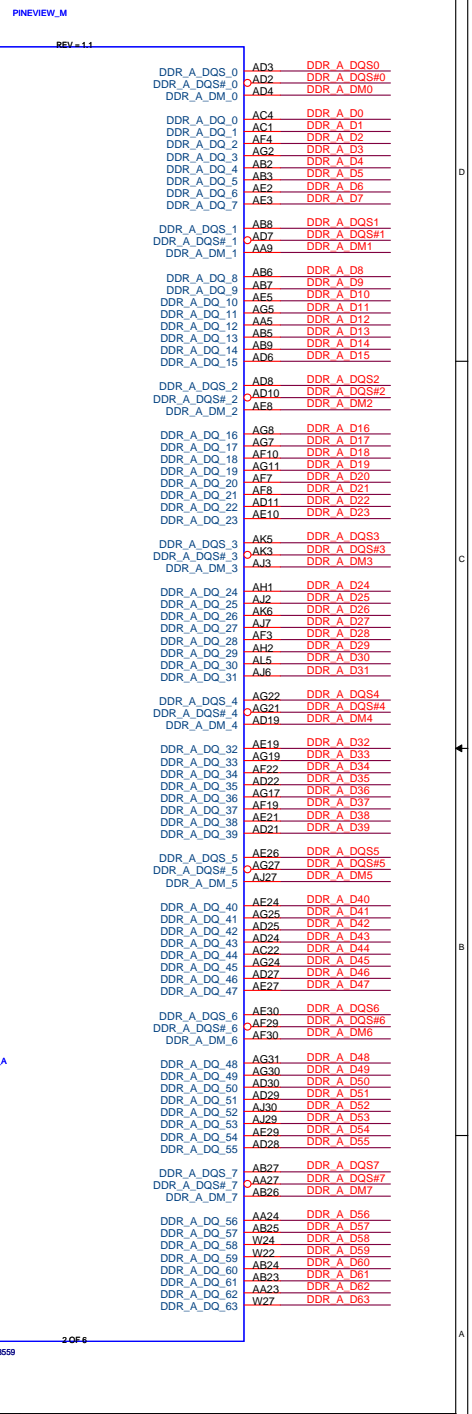 PINEVIEW_M
REV = 1.1
DDR_A_DQS_0 AD3 DDR_A_DQS0
DDR_A_DQS#_0 AD2 DDR_A_DQS#0
DDR_A_DM_0 AD4 DDR_A_DM0
DDR_A_DQ_0 AC4 DDR_A_D0
DDR_A_DQ_1 AC1 DDR_A_D1
DDR_A_DQ_2 AF4 DDR_A_D2
DDR_A_DQ_3 AG2 DDR_A_D3
DDR_A_DQ_4 AB2 DDR_A_D4
DDR_A_DQ_5 AB3 DDR_A_D5
DDR_A_DQ_6 AE2 DDR_A_D6
DDR_A_DQ_7 AE3 DDR_A_D7
D
DDR_A_DQS_1 AB8 DDR_A_DQS1
DDR_A_DQS#_1 AD7 DDR_A_DQS#1
DDR_A_DM_1 AA9 DDR_A_DM1
DDR_A_DQ_8 AB6 DDR_A_D8
DDR_A_DQ_9 AB7 DDR_A_D9
DDR_A_DQ_10 AE5 DDR_A_D10
DDR_A_DQ_11 AG5 DDR_A_D11
DDR_A_DQ_12 AA5 DDR_A_D12
DDR_A_DQ_13 AB5 DDR_A_D13
DDR_A_DQ_14 AB9 DDR_A_D14
DDR_A_DQ_15 AD6 DDR_A_D15
DDR_A_DQS_2 AD8 DDR_A_DQS2
DDR_A_DQS#_2 AD10 DDR_A_DQS#2
DDR_A_DM_2 AE8 DDR_A_DM2
DDR_A_DQ_16 AG8 DDR_A_D16
DDR_A_DQ_17 AG7 DDR_A_D17
DDR_A_DQ_18 AF10 DDR_A_D18
DDR_A_DQ_19 AG11 DDR_A_D19
DDR_A_DQ_20 AF7 DDR_A_D20
DDR_A_DQ_21 AF8 DDR_A_D21
DDR_A_DQ_22 AD11 DDR_A_D22
DDR_A_DQ_23 AE10 DDR_A_D23
DDR_A_DQS_3 AK5 DDR_A_DQS3
DDR_A_DQS#_3 AK3 DDR_A_DQS#3
DDR_A_DM_3 AJ3 DDR_A_DM3
C
DDR_A_DQ_24 AH1 DDR_A_D24
DDR_A_DQ_25 AJ2 DDR_A_D25
DDR_A_DQ_26 AK6 DDR_A_D26
DDR_A_DQ_27 AJ7 DDR_A_D27
DDR_A_DQ_28 AF3 DDR_A_D28
DDR_A_DQ_29 AH2 DDR_A_D29
DDR_A_DQ_30 AL5 DDR_A_D30
DDR_A_DQ_31 AJ6 DDR_A_D31
DDR_A_DQS_4 AG22 DDR_A_DQS4
DDR_A_DQS#_4 AG21 DDR_A_DQS#4
DDR_A_DM_4 AD19 DDR_A_DM4
DDR_A_DQ_32 AE19 DDR_A_D32
DDR_A_DQ_33 AG19 DDR_A_D33
DDR_A_DQ_34 AF22 DDR_A_D34
DDR_A_DQ_35 AD22 DDR_A_D35
DDR_A_DQ_36 AG17 DDR_A_D36
DDR_A_DQ_37 AF19 DDR_A_D37
DDR_A_DQ_38 AE21 DDR_A_D38
DDR_A_DQ_39 AD21 DDR_A_D39
DDR_A_DQS_5 AE26 DDR_A_DQS5
DDR_A_DQS#_5 AG27 DDR_A_DQS#5
DDR_A_DM_5 AJ27 DDR_A_DM5
DDR_A_DQ_40 AE24 DDR_A_D40
DDR_A_DQ_41 AG25 DDR_A_D41
DDR_A_DQ_42 AD25 DDR_A_D42
DDR_A_DQ_43 AD24 DDR_A_D43
DDR_A_DQ_44 AC22 DDR_A_D44
B
DDR_A_DQ_45 AG24 DDR_A_D45
DDR_A_DQ_46 AD27 DDR_A_D46
DDR_A_DQ_47 AE27 DDR_A_D47
DDR_A_DQS_6 AE30 DDR_A_DQS6
DDR_A_DQS#_6 AF29 DDR_A_DQS#6
DDR_A_DM_6 AF30 DDR_A_DM6
_A
DDR_A_DQ_48 AG31 DDR_A_D48
DDR_A_DQ_49 AG30 DDR_A_D49
DDR_A_DQ_50 AD30 DDR_A_D50
DDR_A_DQ_51 AD29 DDR_A_D51
DDR_A_DQ_52 AJ30 DDR_A_D52
DDR_A_DQ_53 AJ29 DDR_A_D53
DDR_A_DQ_54 AE29 DDR_A_D54
DDR_A_DQ_55 AD28 DDR_A_D55
DDR_A_DQS_7 AB27 DDR_A_DQS7
DDR_A_DQS#_7 AA27 DDR_A_DQS#7
DDR_A_DM_7 AB26 DDR_A_DM7
DDR_A_DQ_56 AA24 DDR_A_D56
DDR_A_DQ_57 AB25 DDR_A_D57
DDR_A_DQ_58 W24 DDR_A_D58
DDR_A_DQ_59 W22 DDR_A_D59
DDR_A_DQ_60 AB24 DDR_A_D60
DDR_A_DQ_61 AB23 DDR_A_D61
DDR_A_DQ_62 AA23 DDR_A_D62
DDR_A_DQ_63 W27 DDR_A_D63
A
2 OF 6